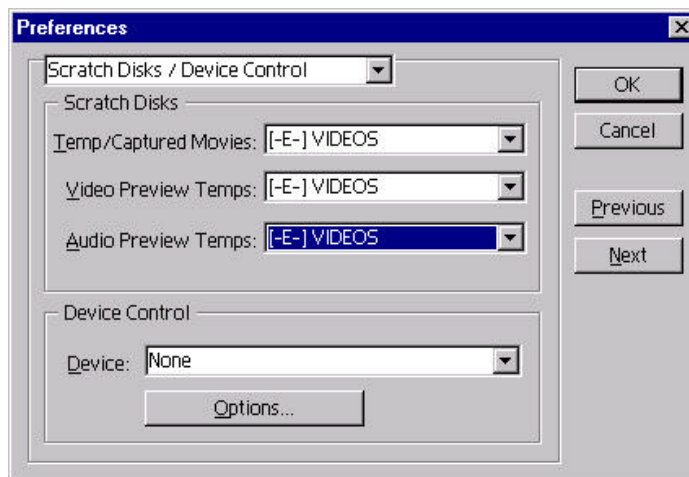 Preferences
Scratch Disks / Device Control
OK
Scratch Disks
Temp/Captured Movies: [-E-] VIDEOS
Cancel
Video Preview Temps: [-E-] VIDEOS
Previous
Audio Preview Temps: [-E-] VIDEOS
Next
Device Control
Device: None
Options...